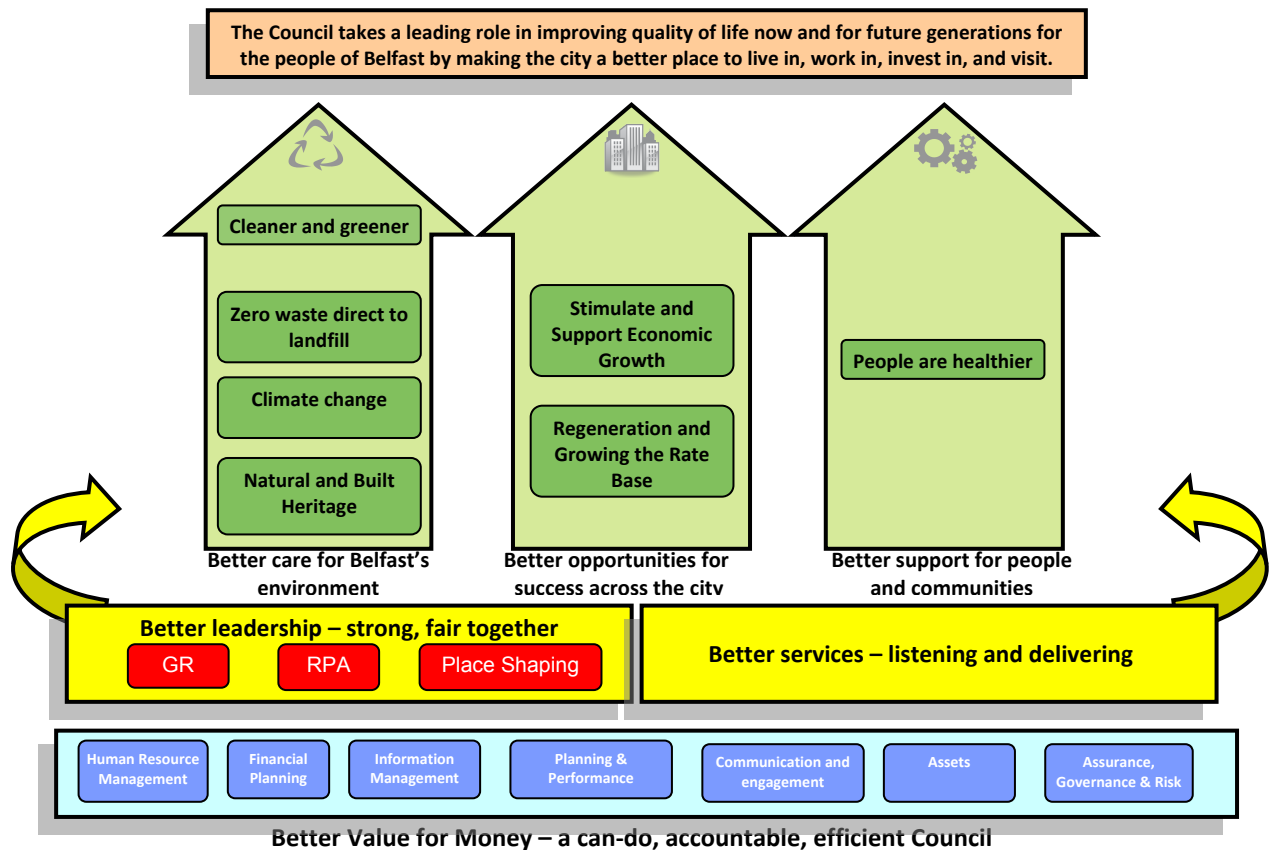 The Council takes a leading role in improving quality of life now and for future generations for
the people of Belfast by making the city a better place to live in, work in, invest in, and visit.
Cleaner and greener
Zero waste direct to
landfill
Climate change
Natural and Built
Heritage
Better care for Belfast’s
environment
Stimulate and
Support Economic
Growth
Regeneration and
Growing the Rate
Base
Better opportunities for
success across the city
People are healthier
Better support for people
and communities
Better leadership – strong, fair together
GR
RPA
Place Shaping
Better services – listening and delivering
Human Resource
Management
Financial
Planning
Information
Management
Planning &
Performance
Communication and
engagement
Assets
Assurance,
Governance & Risk
Better Value for Money – a can-do, accountable, efficient Council